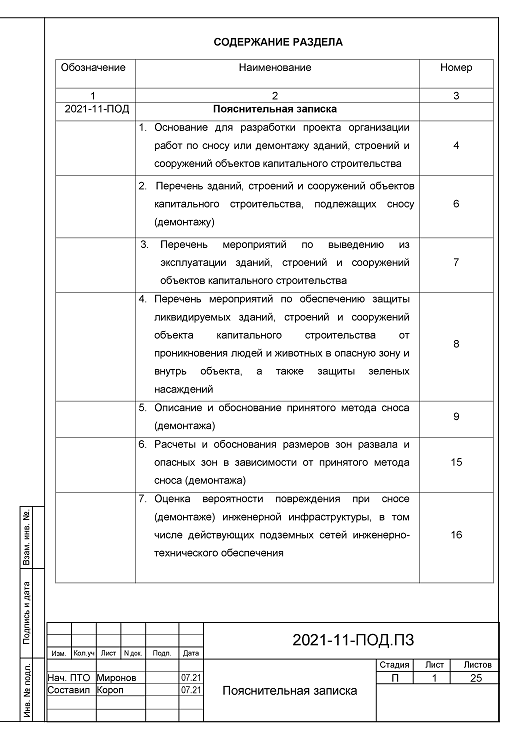 СОДЕРЖАНИЕ РАЗДЕЛА
Обозначение Наименование Номер
1 2 3
2021-11-ПОД Пояснительная записка
1. Основание для разработки проекта организации
работ по сносу или демонтажу зданий, строений и
сооружений объектов капитального строительства
4
2. Перечень зданий, строений и сооружений объектов
капитального строительства, подлежащих сносу
(демонтажу)
6
3. Перечень мероприятий по выведению из
эксплуатации зданий, строений и сооружений
объектов капитального строительства
7
4. Перечень мероприятий по обеспечению защиты
ликвидируемых зданий, строений и сооружений
объекта капитального строительства от
проникновения людей и животных в опасную зону и
внутрь объекта, а также защиты зеленых
насаждений
8
5. Описание и обоснование принятого метода сноса
(демонтажа)
9
6. Расчеты и обоснования размеров зон развала и
опасных зон в зависимости от принятого метода
сноса (демонтажа)
15
7. Оценка вероятности повреждения при сносе
(демонтаже) инженерной инфраструктуры, в том
числе действующих подземных сетей инженерно-
технического обеспечения
16
Взам. инв. №
Подпись и дата
Инв. № подл.
Изм. Кол.уч Лист N док. Подп. Дата
2021-11-ПОД.ПЗ
Нач. ПТО Миронов 07.21
Составил Короп 07.21
Пояснительная записка
Стадия Лист Листов
П 1 25